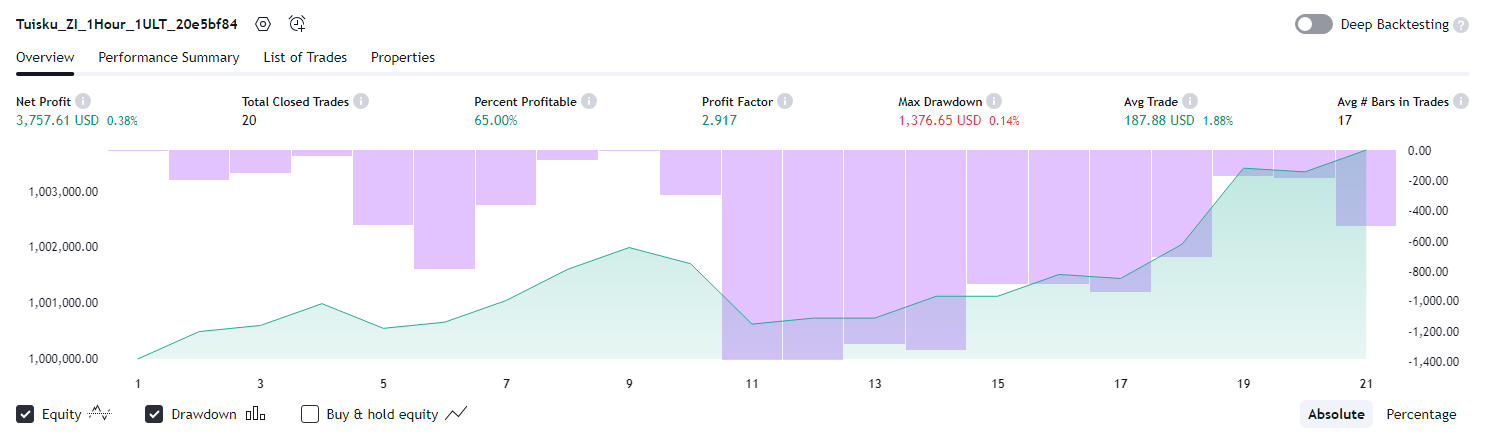 Tuisku_ZI_1Hour_1ULT_20e5bf84 Deep Backtesting ?
Overview Performance Summary List of Trades Properties
Net Profit i Total Closed Trades i Percent Profitable i Profit Factor i Max Drawdown i Avg Trade i Avg # Bars in Trades i
3,757.61 USD 0.38% 20 65.00% 2.917 1,376.65 USD 0.14% 187.88 USD 1.88% 17
0.00
1,003,000.00 -200.00
-400.00
1,002,000.00 -600.00
-800.00
1,001,000.00 -1,000.00
-1,200.00
1,000,000.00 -1,400.00
1 3 5 7 9 11 13 15 17 19 21
Equity Drawdown Buy & hold equity Absolute Percentage